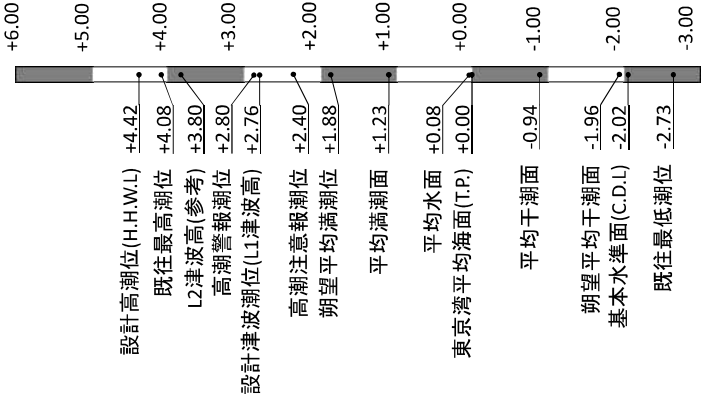 +6.00
+5.00
+4.00
+3.00
+2.00
+1.00
+0.00
-1.00
-2.00
-3.00
設計高潮位(H.H.W.L) +4.42
既往最高潮位 +4.08
L2津波高(参考) +3.80
高潮警報潮位 +2.80
設計津波潮位(L1津波高) +2.76
高潮注意報潮位 +2.40
朔望平均満潮位 +1.88
平均満潮面 +1.23
平均水面 +0.08
東京湾平均海面(T.P.) +0.00
平均干潮面 -0.94
朔望平均干潮面 -1.96
基本水準面(C.D.L) -2.02
既往最低潮位 -2.73